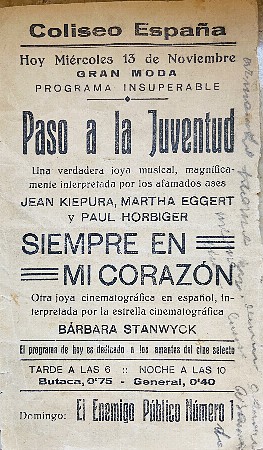 Coliseo España
Hoy Miércoles 13 de Noviembre
GRAN MODA
PROGRAMA INSUPERABLE
Paso a la Juventud
Una verdadera joya musical, magnífica-
mente interpretada por los afamados ases
JEAN KIEPURA, MARTHA EGGERT
y PAUL HORBIGER
SIEMPRE EN
MI CORAZÓN
Otra joya cinematográfica en español, in-
terpretada por la estrella cinematográfica
BÁRBARA STANWYCK
El programa de hoy es dedicado a los amantes del cine selecto
TARDE A LAS 6 :: NOCHE A LAS 10
Butaca, 0'75 - General, 0'40
Domingo: El Enemigo Público Número 1